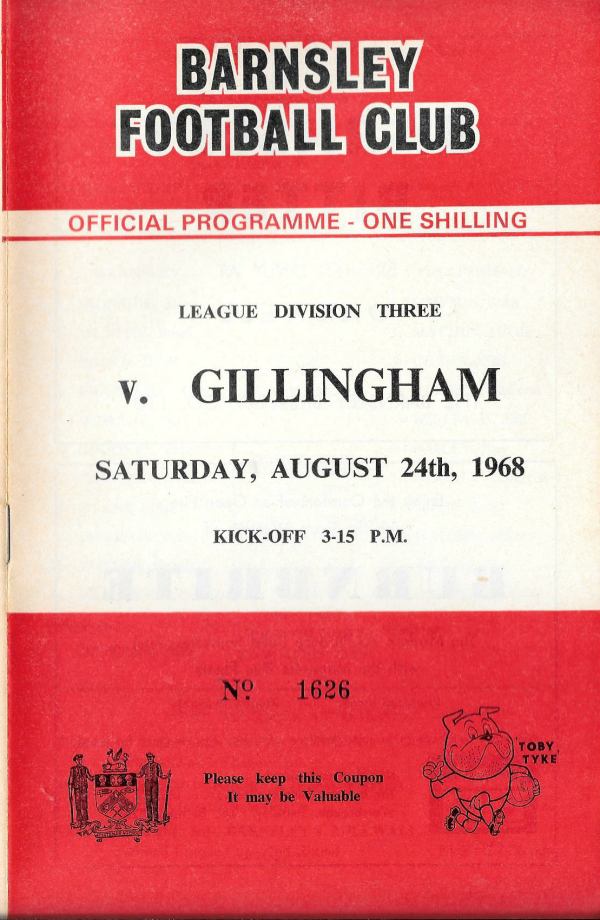 BARNSLEY
FOOTBALL CLUB
OFFICIAL PROGRAMME - ONE SHILLING
LEAGUE DIVISION THREE
v. GILLINGHAM
SATURDAY, AUGUST 24th, 1968
KICK-OFF 3-15 P.M.
Nº 1626
Please keep this Coupon
It may be Valuable
TOBY
TYKE